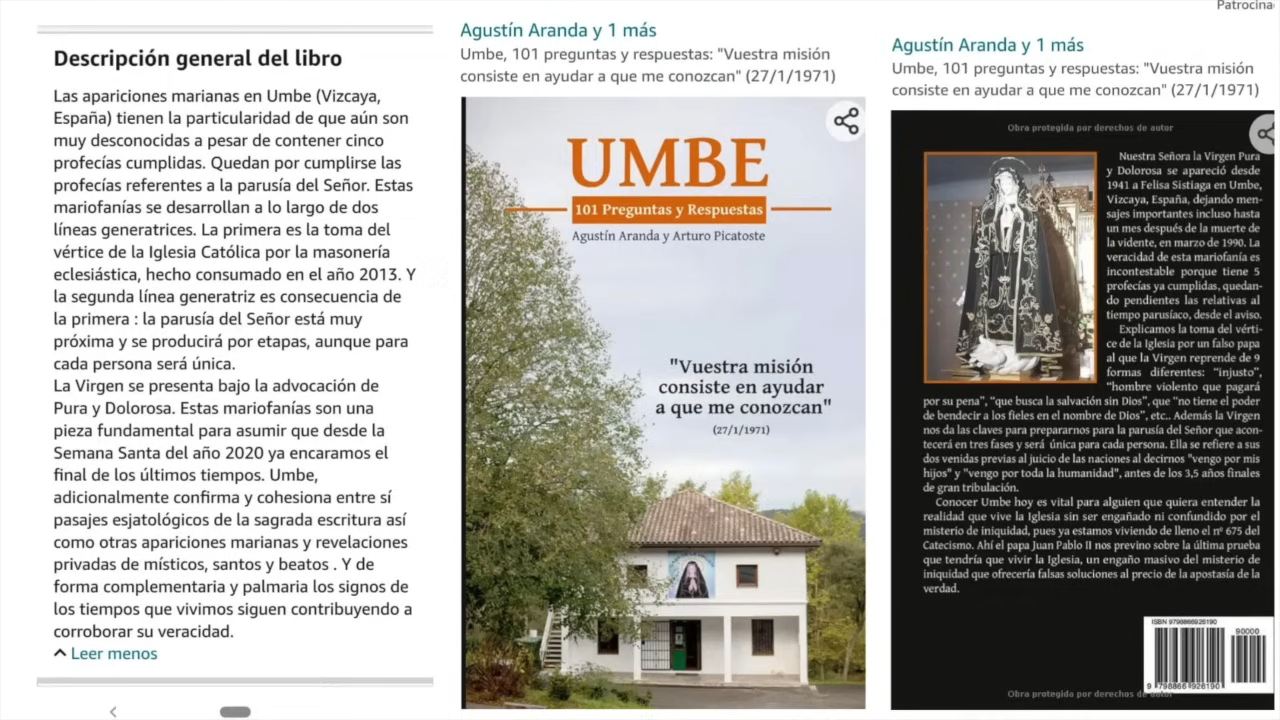 Patrocina
Descripción general del libro
Las apariciones marianas en Umbe (Vizcaya,
España) tienen la particularidad de que aún son
muy desconocidas a pesar de contener cinco
profecías cumplidas. Quedan por cumplirse las
profecías referentes a la parusía del Señor. Estas
mariofanías se desarrollan a lo largo de dos
líneas generatrices. La primera es la toma del
vértice de la Iglesia Católica por la masonería
eclesiástica, hecho consumado en el año 2013. Y
la segunda línea generatriz es consecuencia de
la primera : la parusía del Señor está muy
próxima y se producirá por etapas, aunque para
cada persona será única.
La Virgen se presenta bajo la advocación de
Pura y Dolorosa. Estas mariofanías son una
pieza fundamental para asumir que desde la
Semana Santa del año 2020 ya encaramos el
final de los últimos tiempos. Umbe,
adicionalmente confirma y cohesiona entre sí
pasajes esjatológicos de la sagrada escritura así
como otras apariciones marianas y revelaciones
privadas de místicos, santos y beatos . Y de
forma complementaria y palmaria los signos de
los tiempos que vivimos siguen contribuyendo a
corroborar su veracidad.
Leer menos
Agustín Aranda y 1 más
Umbe, 101 preguntas y respuestas: "Vuestra misión
consiste en ayudar a que me conozcan" (27/1/1971)
UMBE
101 Preguntas y Respuestas
Agustín Aranda y Arturo Picatoste
"Vuestra misión
consiste en ayudar
a que me conozcan"
(27/1/1971)
Agustín Aranda y 1 más
Umbe, 101 preguntas y respuestas: "Vuestra misión
consiste en ayudar a que me conozcan" (27/1/1971)
Obra protegida por derechos de autor
Nuestra Señora la Virgen Pura
y Dolorosa se apareció desde
1941 a Felisa Sistiaga en Umbe,
Vizcaya, España, dejando men-
sajes importantes incluso hasta
un mes después de la muerte de
la vidente, en marzo de 1990. La
veracidad de esta mariofanía es
incontestable porque tiene 5
profecías ya cumplidas, quedan-
do pendientes las relativas al
tiempo parusíaco, desde el aviso.
Explicamos la toma del vérti-
ce de la Iglesia por un falso papa
al que la Virgen reprende de 9
formas diferentes: "injusto",
"hombre violento que pagará
por su pena", "que busca la salvación sin Dios", que "no tiene el poder
de bendecir a los fieles en el nombre de Dios", etc.. Además la Virgen
nos da las claves para prepararnos para la parusía del Señor que acon-
tecerá en tres fases y será única para cada persona. Ella se refiere a sus
dos venidas previas al juicio de las naciones al decirnos "vengo por mis
hijos" y "vengo por toda la humanidad", antes de los 3,5 años finales
de gran tribulación.
Conocer Umbe hoy es vital para alguien que quiera entender la
realidad que vive la Iglesia sin ser engañado ni confundido por el
misterio de iniquidad, pues ya estamos viviendo de lleno el nº 675 del
Catecismo. Ahí el papa Juan Pablo II nos previno sobre la última prueba
que tendría que vivir la Iglesia, un engaño masivo del misterio de
iniquidad que ofrecería falsas soluciones al precio de la apostasía de la
verdad.
ISBN 9798866926190
90000
9 798866 926190
Obra protegida por derechos de autor